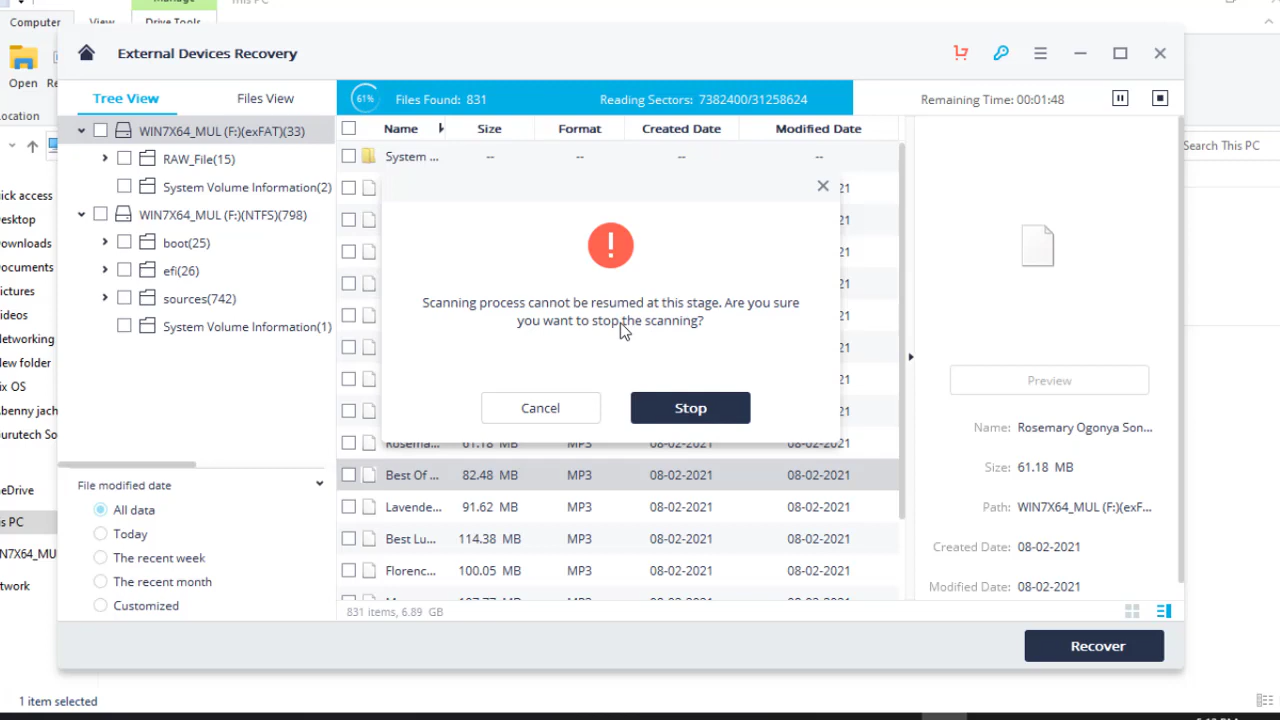 This PC
Computer
View
Drive Tools
Open
Search This PC
1 item selected
External Devices Recovery
Tree View
Files View
61%
Files Found: 831
Reading Sectors: 7382400/31258624
Remaining Time: 00:01:48
WIN7X64_MUL (F:)(exFAT)(33)
RAW_File(15)
System Volume Information(2)
WIN7X64_MUL (F:)(NTFS)(798)
boot(25)
efi(26)
sources(742)
System Volume Information(1)
File modified date
All data
Today
The recent week
The recent month
Customized
Name Size Format Created Date Modified Date
System ... -- -- -- --
Scanning process cannot be resumed at this stage. Are you sure
you want to stop the scanning?
Cancel
Stop
61.18 MB MP3 08-02-2021 08-02-2021
Best Of ... 82.48 MB MP3 08-02-2021 08-02-2021
Lavende... 91.62 MB MP3 08-02-2021 08-02-2021
Best Lu... 114.38 MB MP3 08-02-2021 08-02-2021
Florenc... 100.05 MB MP3 08-02-2021 08-02-2021
831 items, 6.89 GB
Preview
Name: Rosemary Ogonya Son...
Size: 61.18 MB
Path: WIN7X64_MUL (F:)(exF...
Created Date: 08-02-2021
Modified Date: 08-02-2021
Recover